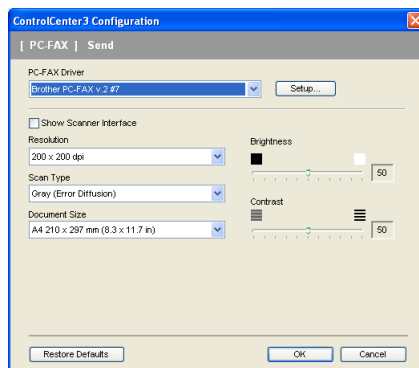 ControlCenter3 Configuration
[ PC-FAX ] Send
PC-FAX Driver
Brother PC-FAX v.2 #7
Setup...
Show Scanner Interface
Resolution
200 x 200 dpi
Scan Type
Gray (Error Diffusion)
Document Size
A4 210 x 297 mm (8.3 x 11.7 in)
Brightness
50
Contrast
50
Restore Defaults
OK
Cancel